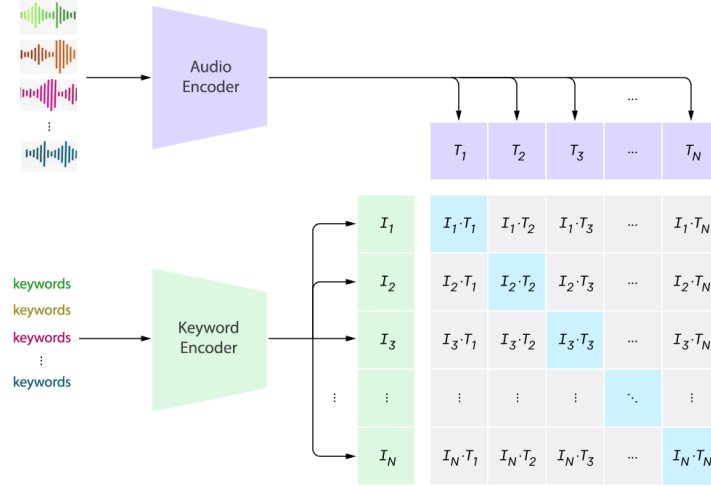 Audio
Encoder
...
T1 T2 T3 ... TN
⋮
I1 I1·T1 I1·T2 I1·T3 ... I1·TN
keywords
I2 I2·T1 I2·T2 I2·T3 ... I2·TN
keywords
keywords
Keyword
Encoder
I3 I3·T1 I3·T2 I3·T3 ... I3·TN
⋮
keywords
⋮ ⋮ ⋮ ⋮ ⋮ ⋱ ⋮
IN IN·T1 IN·T2 IN·T3 ... IN·TN